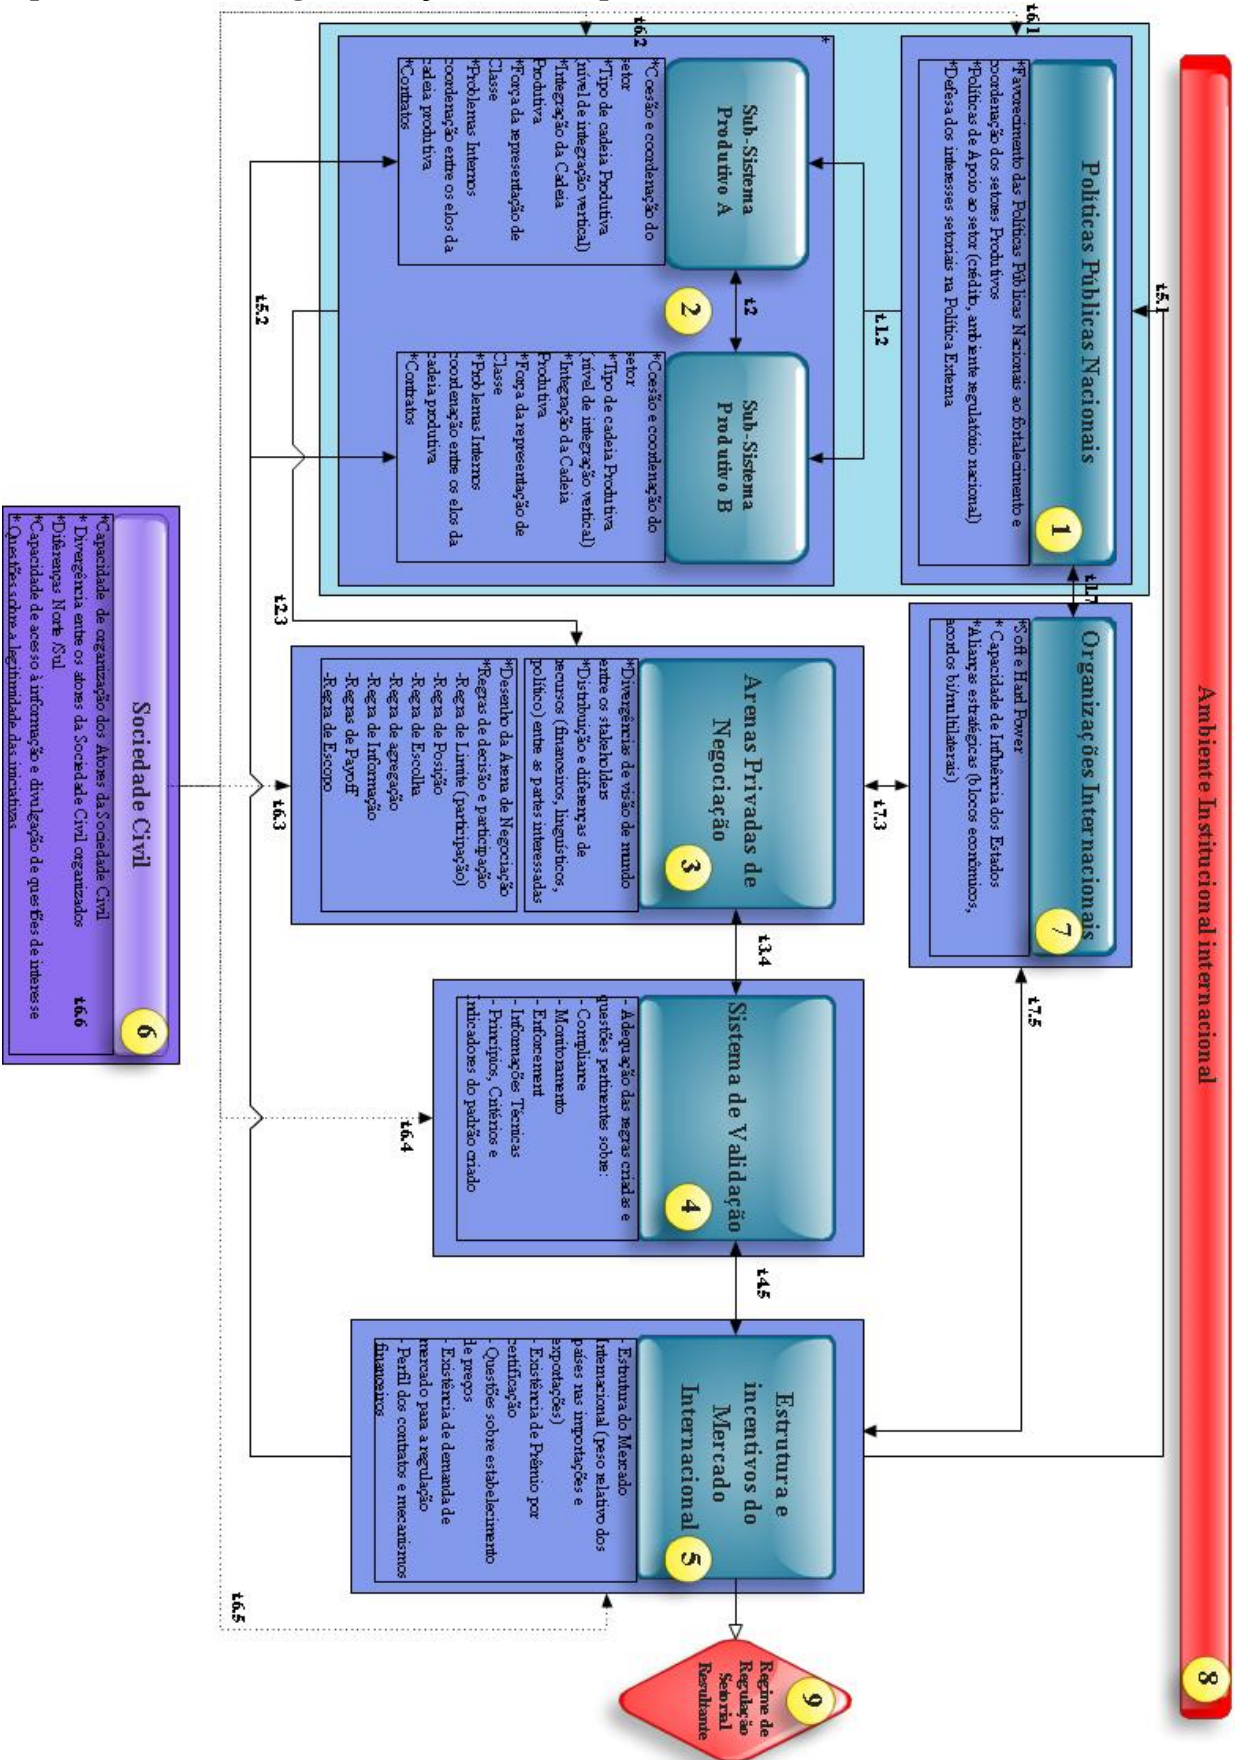 Ambiente Institucional internacional
8
t6.1
t5.1
Políticas Públicas Nacionais
1
*Favorecimento das Políticas Públicas Nacionais ao fortalecimento e
coordenação dos setores Produtivos
*Políticas de Apoio ao setor (crédito, ambiente regulatório nacional)
*Defesa dos interesses setoriais na Política Externa
t1.7
Organizações Internacionais
7
*Soft e Hard Power
* Capacidade de Influência dos Estados
*Alianças estratégicas (blocos econômicos,
acordos bi/multilaterais)
t7.5
t1.2
t7.3
t6.2
*
Sub-Sistema
Produtivo A
*Coesão e coordenação do
setor
*Tipo de cadeia Produtiva
(nível de integração vertical)
*Integração da Cadeia
Produtiva
*Força da representação de
Classe
*Problemas Internos
coordenação entre os elos da
cadeia produtiva
*Contratos
t2
2
Sub-Sistema
Produtivo B
*Coesão e coordenação do
setor
*Tipo de cadeia Produtiva
(nível de integração vertical)
*Integração da Cadeia
Produtiva
*Força da representação de
Classe
*Problemas Internos
coordenação entre os elos da
cadeia produtiva
*Contratos
Arenas Privadas de
Negociação
3
*Divergências de visão de mundo
entre os stakeholders
*Distribuição e diferenças de
recursos (financeiros, linguísticos,
político) entre as partes interessadas
*Desenho da Arena de Negociação
*Regras de decisão e participação
-Regra de Limite (participação)
-Regra de Posição
-Regra de Escolha
-Regra de agregação
-Regra de Informação
-Regras de Payoff
-Regra de Escopo
t3.4
Sistema de Validação
4
- Adequação das regras criadas e
questões pertinentes sobre:
- Compliance
- Monitoramento
- Enforcement
- Informações Técnicas
- Princípios, Critérios e
Indicadores do padrão criado
t4.5
Estrutura e
incentivos do
Mercado
Internacional
5
- Estrutura do Mercado
Internacional (peso relativo dos
países nas importações e
exportações)
- Existência de Prêmio por
certificação
- Questões sobre estabelecimento
de preços
- Existência de demanda de
mercado para a regulação
- Perfil dos contratos e mecanismos
financeiros
9
Regime de
Regulação
Setorial
Resultante
t5.2
t2.3
t6.3
t6.4
t6.5
Sociedade Civil
6
*Capacidade de organização dos Atores da Sociedade Civil
* Divergência entre os atores da Sociedade Civil organizados
t6.6
*Diferenças Norte /Sul
*Capacidade de acesso à informação e divulgação de questões de interesse
* Questões sobre a legitimidade das iniciativas